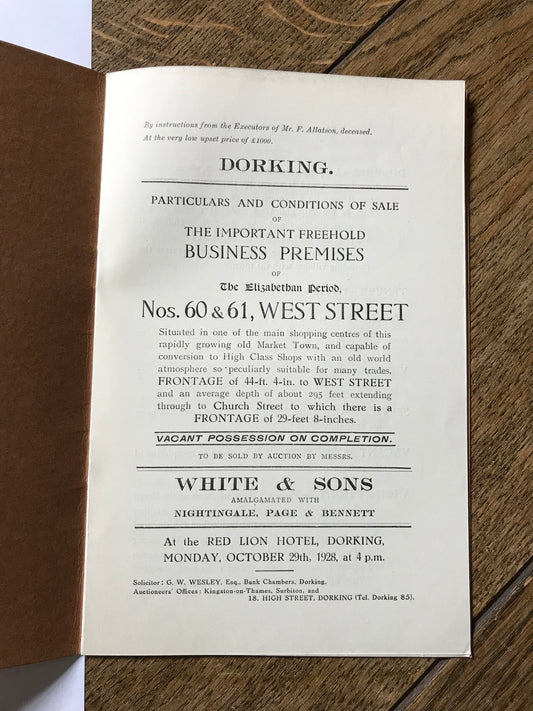 By instructions from the Executors of Mr. F. Allatson, deceased.
At the very low upset price of £1000.
DORKING.
PARTICULARS AND CONDITIONS OF SALE
OF
THE IMPORTANT FREEHOLD
BUSINESS PREMISES
OF
The Elizabethan Period,
Nos. 60 & 61, WEST STREET
Situated in one of the main shopping centres of this
rapidly growing old Market Town, and capable of
conversion to High Class Shops with an old world
atmosphere so peculiarly suitable for many trades.
FRONTAGE of 44-ft. 4-in. to WEST STREET
and an average depth of about 295 feet extending
through to Church Street to which there is a
FRONTAGE of 29-feet 8-inches.
VACANT POSSESSION ON COMPLETION.
TO BE SOLD BY AUCTION BY MESSRS.
WHITE & SONS
AMALGAMATED WITH
NIGHTINGALE, PAGE & BENNETT
At the RED LION HOTEL, DORKING,
MONDAY, OCTOBER 29th, 1928, at 4 p.m.
Solicitor: G. W. WESLEY, Esq., Bank Chambers, Dorking.
Auctioneers' Offices: Kingston-on-Thames, Surbiton, and
18, HIGH STREET, DORKING (Tel. Dorking 85).